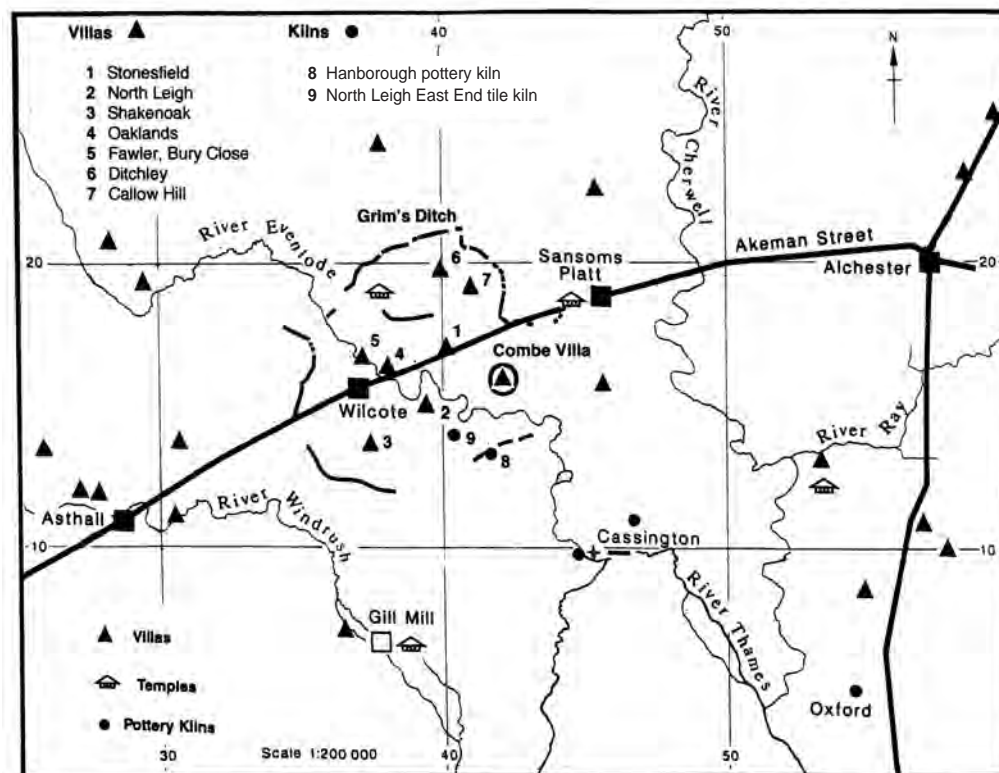 Villas
Kilns
1 Stonesfield
2 North Leigh
3 Shakenoak
4 Oaklands
5 Fawler, Bury Close
6 Ditchley
7 Callow Hill
8 Hanborough pottery kiln
9 North Leigh East End tile kiln
40
50
N
River Cherwell
Grim's Ditch
River Evenlode
Akeman Street
Sansoms
Platt
Alchester
20
20
6
7
1
5
4
Combe Villa
Wilcote
2
3
9
8
River Ray
Asthall
River Windrush
10
Cassington
10
River Thames
Gill Mill
Oxford
Villas
Temples
Pottery Kilns
30
Scale 1:200 000
40
50